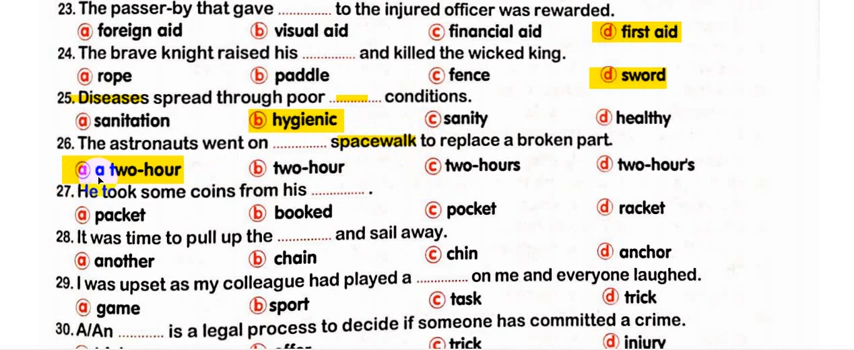 23. The passer-by that gave ............ to the injured officer was rewarded.
a foreign aid b visual aid c financial aid d first aid
24. The brave knight raised his ............ and killed the wicked king.
a rope b paddle c fence d sword
25. Diseases spread through poor ............ conditions.
a sanitation b hygienic c sanity d healthy
26. The astronauts went on ............ spacewalk to replace a broken part.
a a two-hour b two-hour c two-hours d two-hour's
27. He took some coins from his ............ .
a packet b booked c pocket d racket
28. It was time to pull up the ............ and sail away.
a another b chain c chin d anchor
29. I was upset as my colleague had played a ............ on me and everyone laughed.
a game b sport c task d trick
30. A/An ............ is a legal process to decide if someone has committed a crime.
c trick d injury